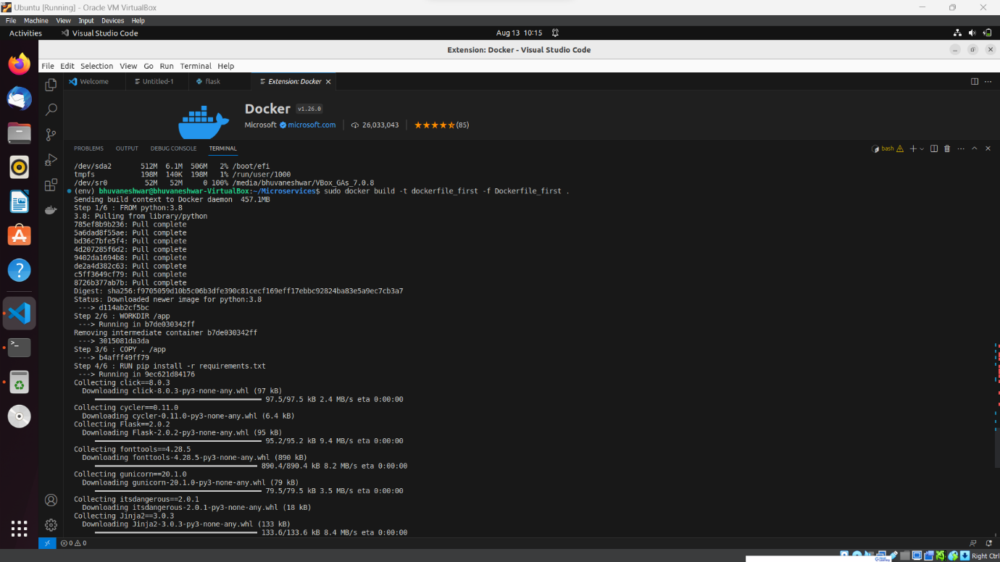 Ubuntu [Running] - Oracle VM VirtualBox
File Machine View Input Devices Help
Activities Visual Studio Code Aug 13 10:15
Extension: Docker - Visual Studio Code
File Edit Selection View Go Run Terminal Help
Welcome Untitled-1 flask Extension: Docker
Docker v1.26.0
Microsoft microsoft.com 26,033,043 (85)
PROBLEMS OUTPUT DEBUG CONSOLE TERMINAL bash
/dev/sda2 512M 6.1M 506M 2% /boot/efi
tmpfs 198M 140K 198M 1% /run/user/1000
/dev/sr0 52M 52M 0 100% /media/bhuvaneshwar/VBox_GAs_7.0.8
(env) bhuvaneshwar@bhuvaneshwar-VirtualBox:~/Microservices$ sudo docker build -t dockerfile_first -f Dockerfile_first .
Sending build context to Docker daemon 457.1MB
Step 1/6 : FROM python:3.8
3.8: Pulling from library/python
785ef8b9b236: Pull complete
5a6dad8f55ae: Pull complete
bd36c7bfe5f4: Pull complete
4d207285f6d2: Pull complete
9402da1694b8: Pull complete
de2a4d382c63: Pull complete
c5ff3649cf79: Pull complete
8726b377ab7b: Pull complete
Digest: sha256:f9705059d10b5c06b3dfe390c81cecf169eff17ebbc92824ba83e5a9ec7cb3a7
Status: Downloaded newer image for python:3.8
---> d114ab2cf5bc
Step 2/6 : WORKDIR /app
---> Running in b7de030342ff
Removing intermediate container b7de030342ff
---> 3015081da3da
Step 3/6 : COPY . /app
---> b4afff49ff79
Step 4/6 : RUN pip install -r requirements.txt
---> Running in 9ec621d84176
Collecting click==8.0.3
Downloading click-8.0.3-py3-none-any.whl (97 kB)
97.5/97.5 kB 2.4 MB/s eta 0:00:00
Collecting cycler==0.11.0
Downloading cycler-0.11.0-py3-none-any.whl (6.4 kB)
Collecting Flask==2.0.2
Downloading Flask-2.0.2-py3-none-any.whl (95 kB)
95.2/95.2 kB 9.4 MB/s eta 0:00:00
Collecting fonttools==4.28.5
Downloading fonttools-4.28.5-py3-none-any.whl (890 kB)
890.4/890.4 kB 8.2 MB/s eta 0:00:00
Collecting gunicorn==20.1.0
Downloading gunicorn-20.1.0-py3-none-any.whl (79 kB)
79.5/79.5 kB 3.5 MB/s eta 0:00:00
Collecting itsdangerous==2.0.1
Downloading itsdangerous-2.0.1-py3-none-any.whl (18 kB)
Collecting Jinja2==3.0.3
Downloading Jinja2-3.0.3-py3-none-any.whl (133 kB)
133.6/133.6 kB 8.4 MB/s eta 0:00:00
0 0
Right Ctrl